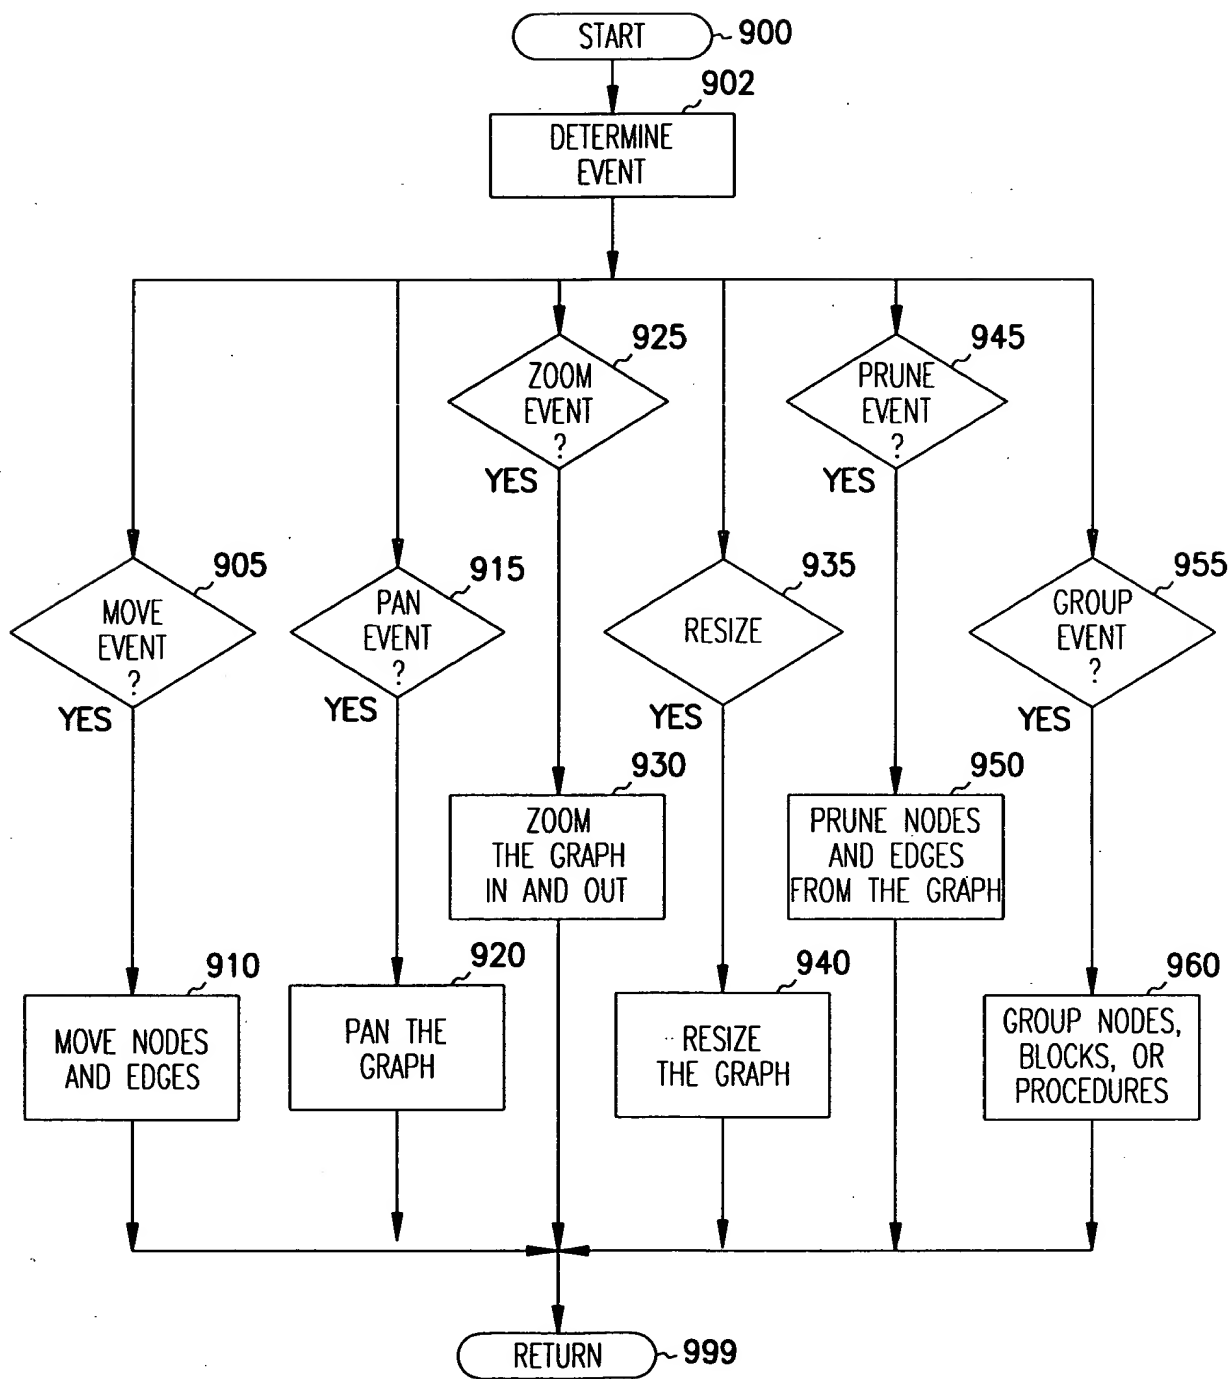 START
900
902
DETERMINE
EVENT
925
ZOOM
EVENT
?
YES
945
PRUNE
EVENT
?
YES
905
MOVE
EVENT
?
YES
915
PAN
EVENT
?
YES
935
RESIZE
YES
955
GROUP
EVENT
?
YES
930
ZOOM
THE GRAPH
IN AND OUT
950
PRUNE NODES
AND EDGES
FROM THE GRAPH
910
MOVE NODES
AND EDGES
920
PAN THE
GRAPH
940
RESIZE
THE GRAPH
960
GROUP NODES,
BLOCKS, OR
PROCEDURES
RETURN
999